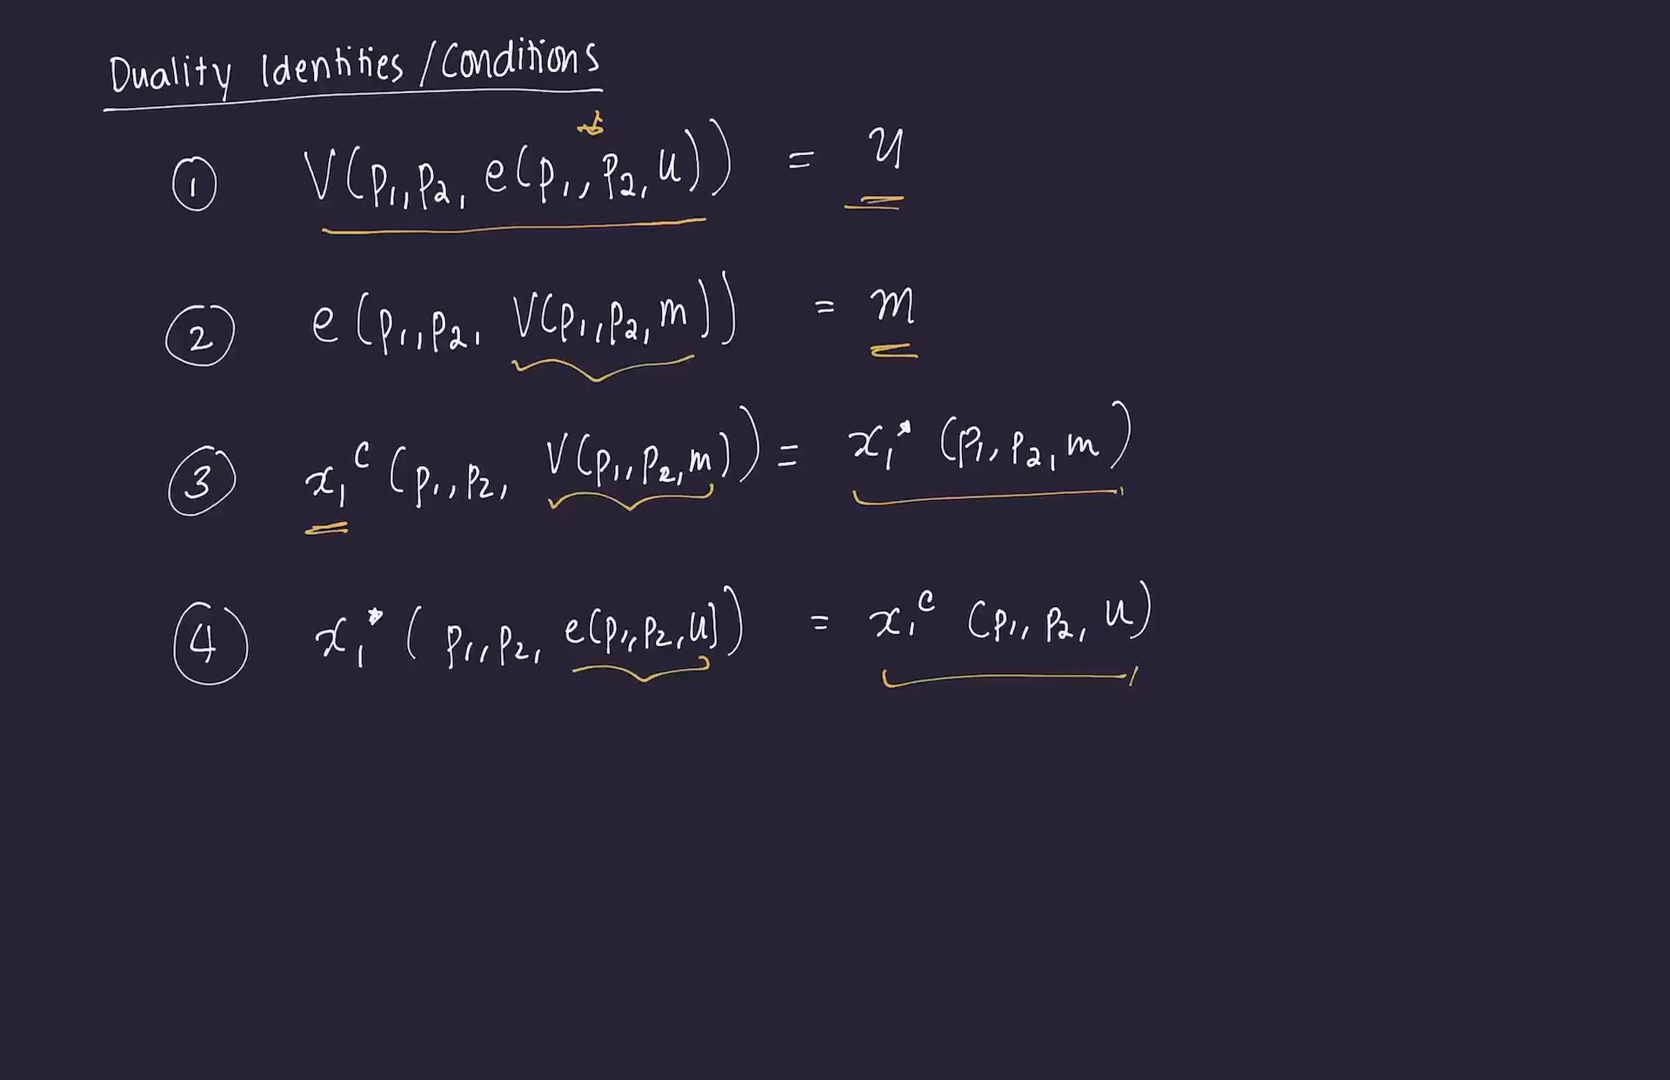 Duality Identities / Conditions
① V(p₁, p₂, e(p₁, p₂, u)) = u
② e(p₁, p₂, V(p₁, p₂, m)) = m
③ x₁ᶜ (p₁, p₂, V(p₁, p₂, m)) = x₁* (p₁, p₂, m)
④ x₁* (p₁, p₂, e(p₁, p₂, u)) = x₁ᶜ (p₁, p₂, u)